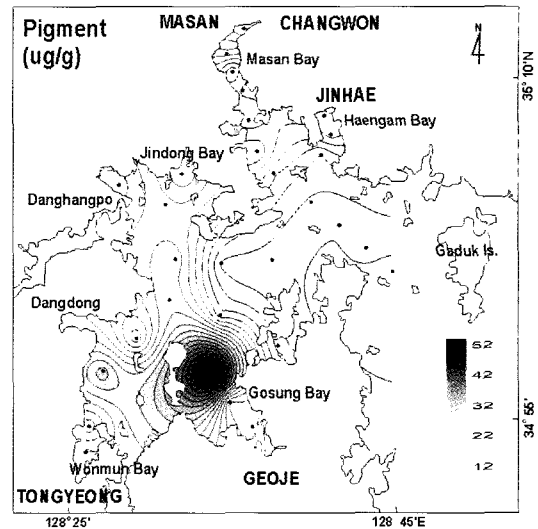 Pigment
(ug/g)
MASAN CHANGWON
Masan Bay
JINHAE
Haengam Bay
Jindong Bay
Danghangpo
Gaduk Is.
Dangdong
Gosung Bay
Wonmun Bay
GEOJE
TONGYEONG
52
42
32
22
12
35° 10'N
34° 55'
128° 25'
128° 45'E